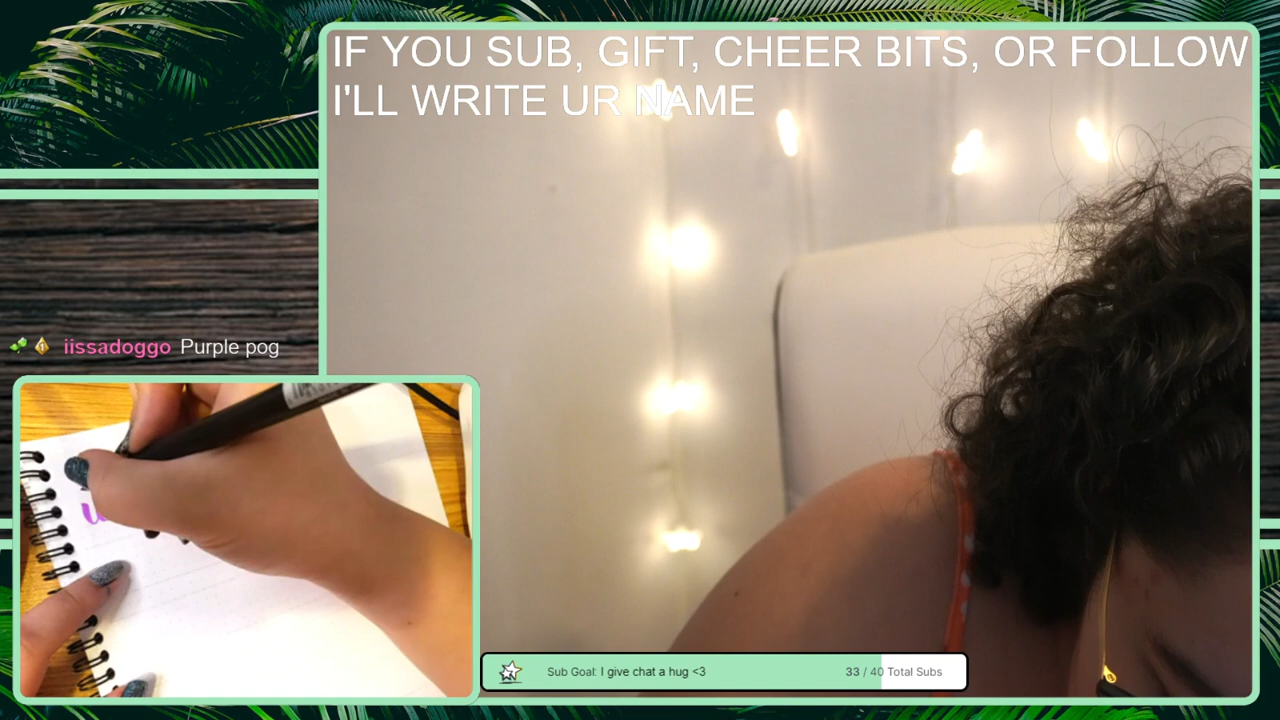 IF YOU SUB, GIFT, CHEER BITS, OR FOLLOW
I'LL WRITE UR NAME
iissadoggo Purple pog
Sub Goal: I give chat a hug <3 33 / 40 Total Subs